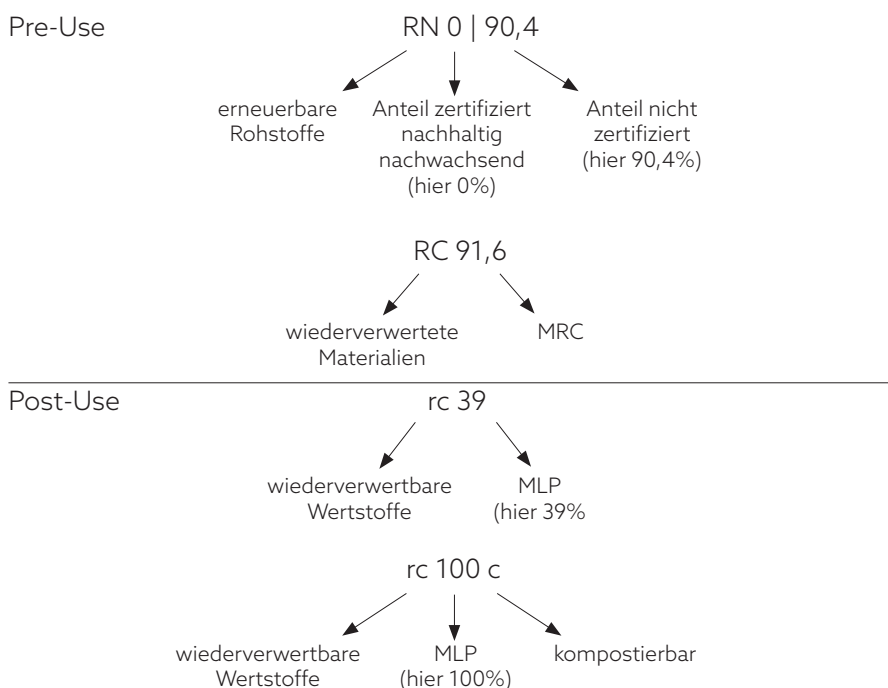 Pre-Use
RN 0 | 90,4
erneuerbare
Rohstoffe
Anteil zertifiziert
nachhaltig
nachwachsend
(hier 0%)
Anteil nicht
zertifiziert
(hier 90,4%)
RC 91,6
wiederverwertete
Materialien
MRC
Post-Use
rc 39
wiederverwertbare
Wertstoffe
MLP
(hier 39%
rc 100 c
wiederverwertbare
Wertstoffe
MLP
(hier 100%)
kompostierbar